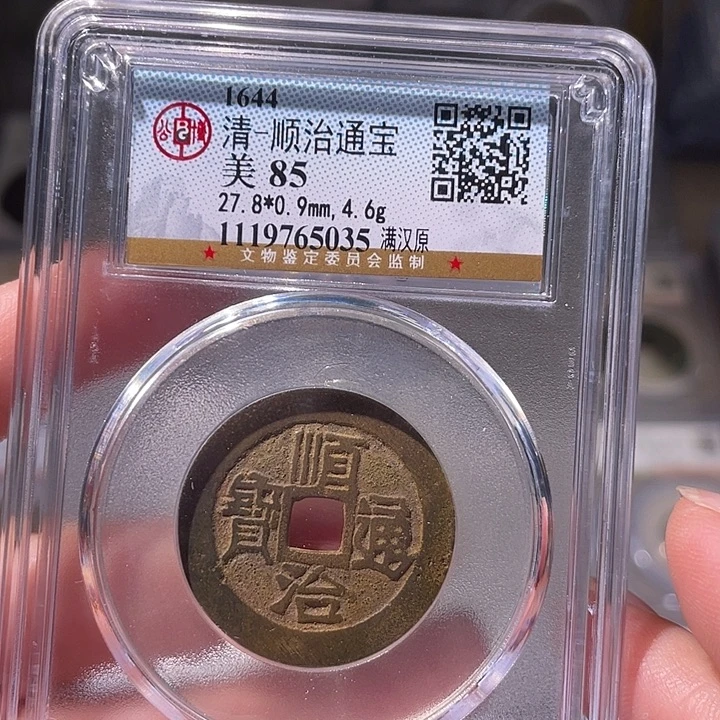 1644
清-顺治通宝
美 85
27.8*0.9mm, 4.6g
1119765035 满汉原
★ 文物鉴定委员会监制 ★
順治通寶